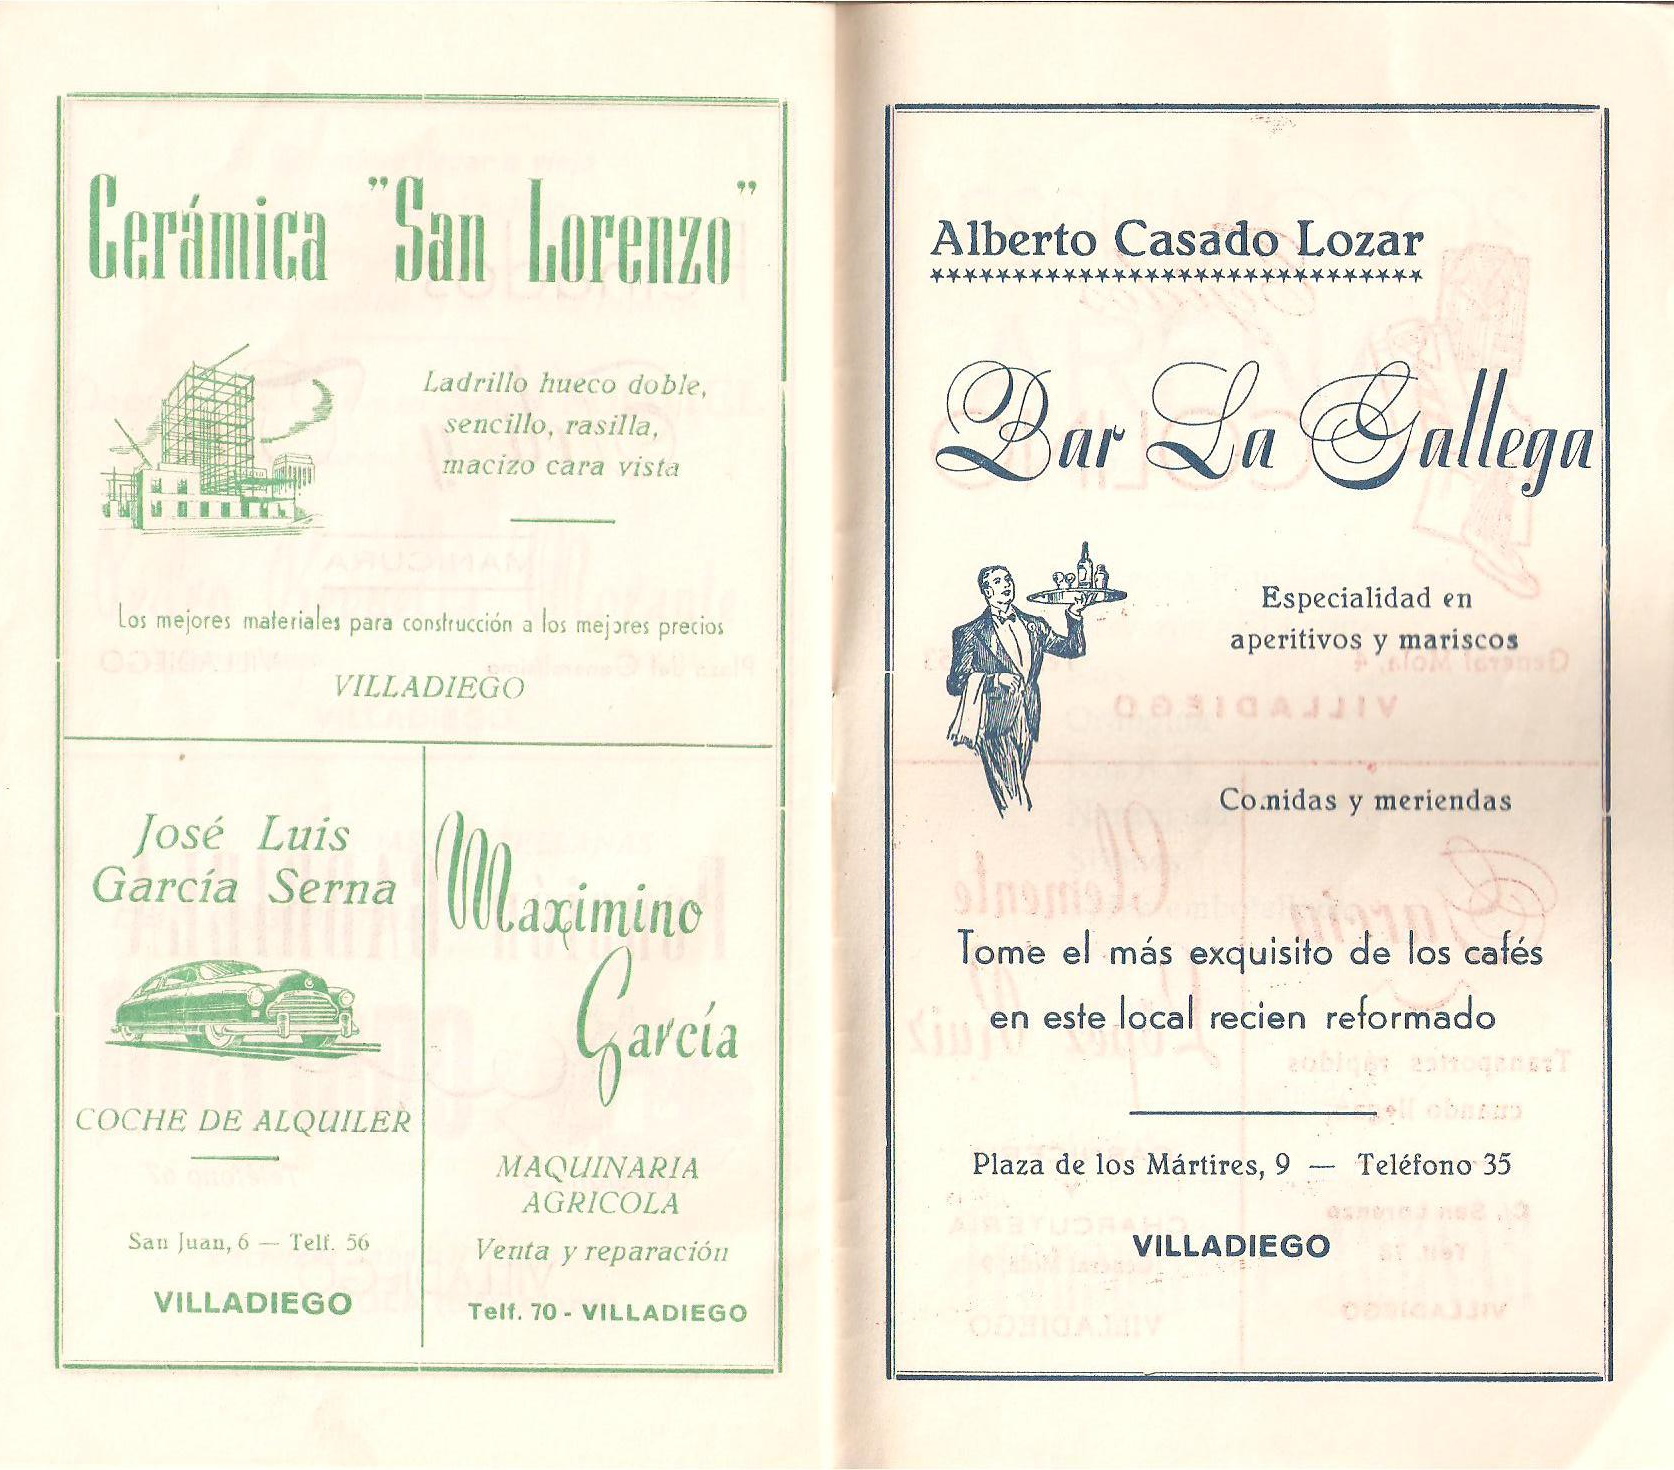 Cerámica "San Lorenzo"
Ladrillo hueco doble,
sencillo, rasilla,
macizo cara vista
Los mejores materiales para construcción a los mejores precios
VILLADIEGO
José Luis
García Serna
COCHE DE ALQUILER
San Juan, 6 — Telf. 56
VILLADIEGO
Maximino
García
MAQUINARIA
AGRICOLA
Venta y reparación
Telf. 70 - VILLADIEGO
Alberto Casado Lozar
Bar La Gallega
Especialidad en
aperitivos y mariscos
Comidas y meriendas
Tome el más exquisito de los cafés
en este local recien reformado
Plaza de los Mártires, 9 — Teléfono 35
VILLADIEGO